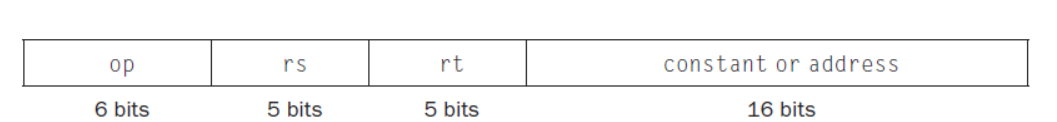 op rs rt constant or address
6 bits 5 bits 5 bits 16 bits